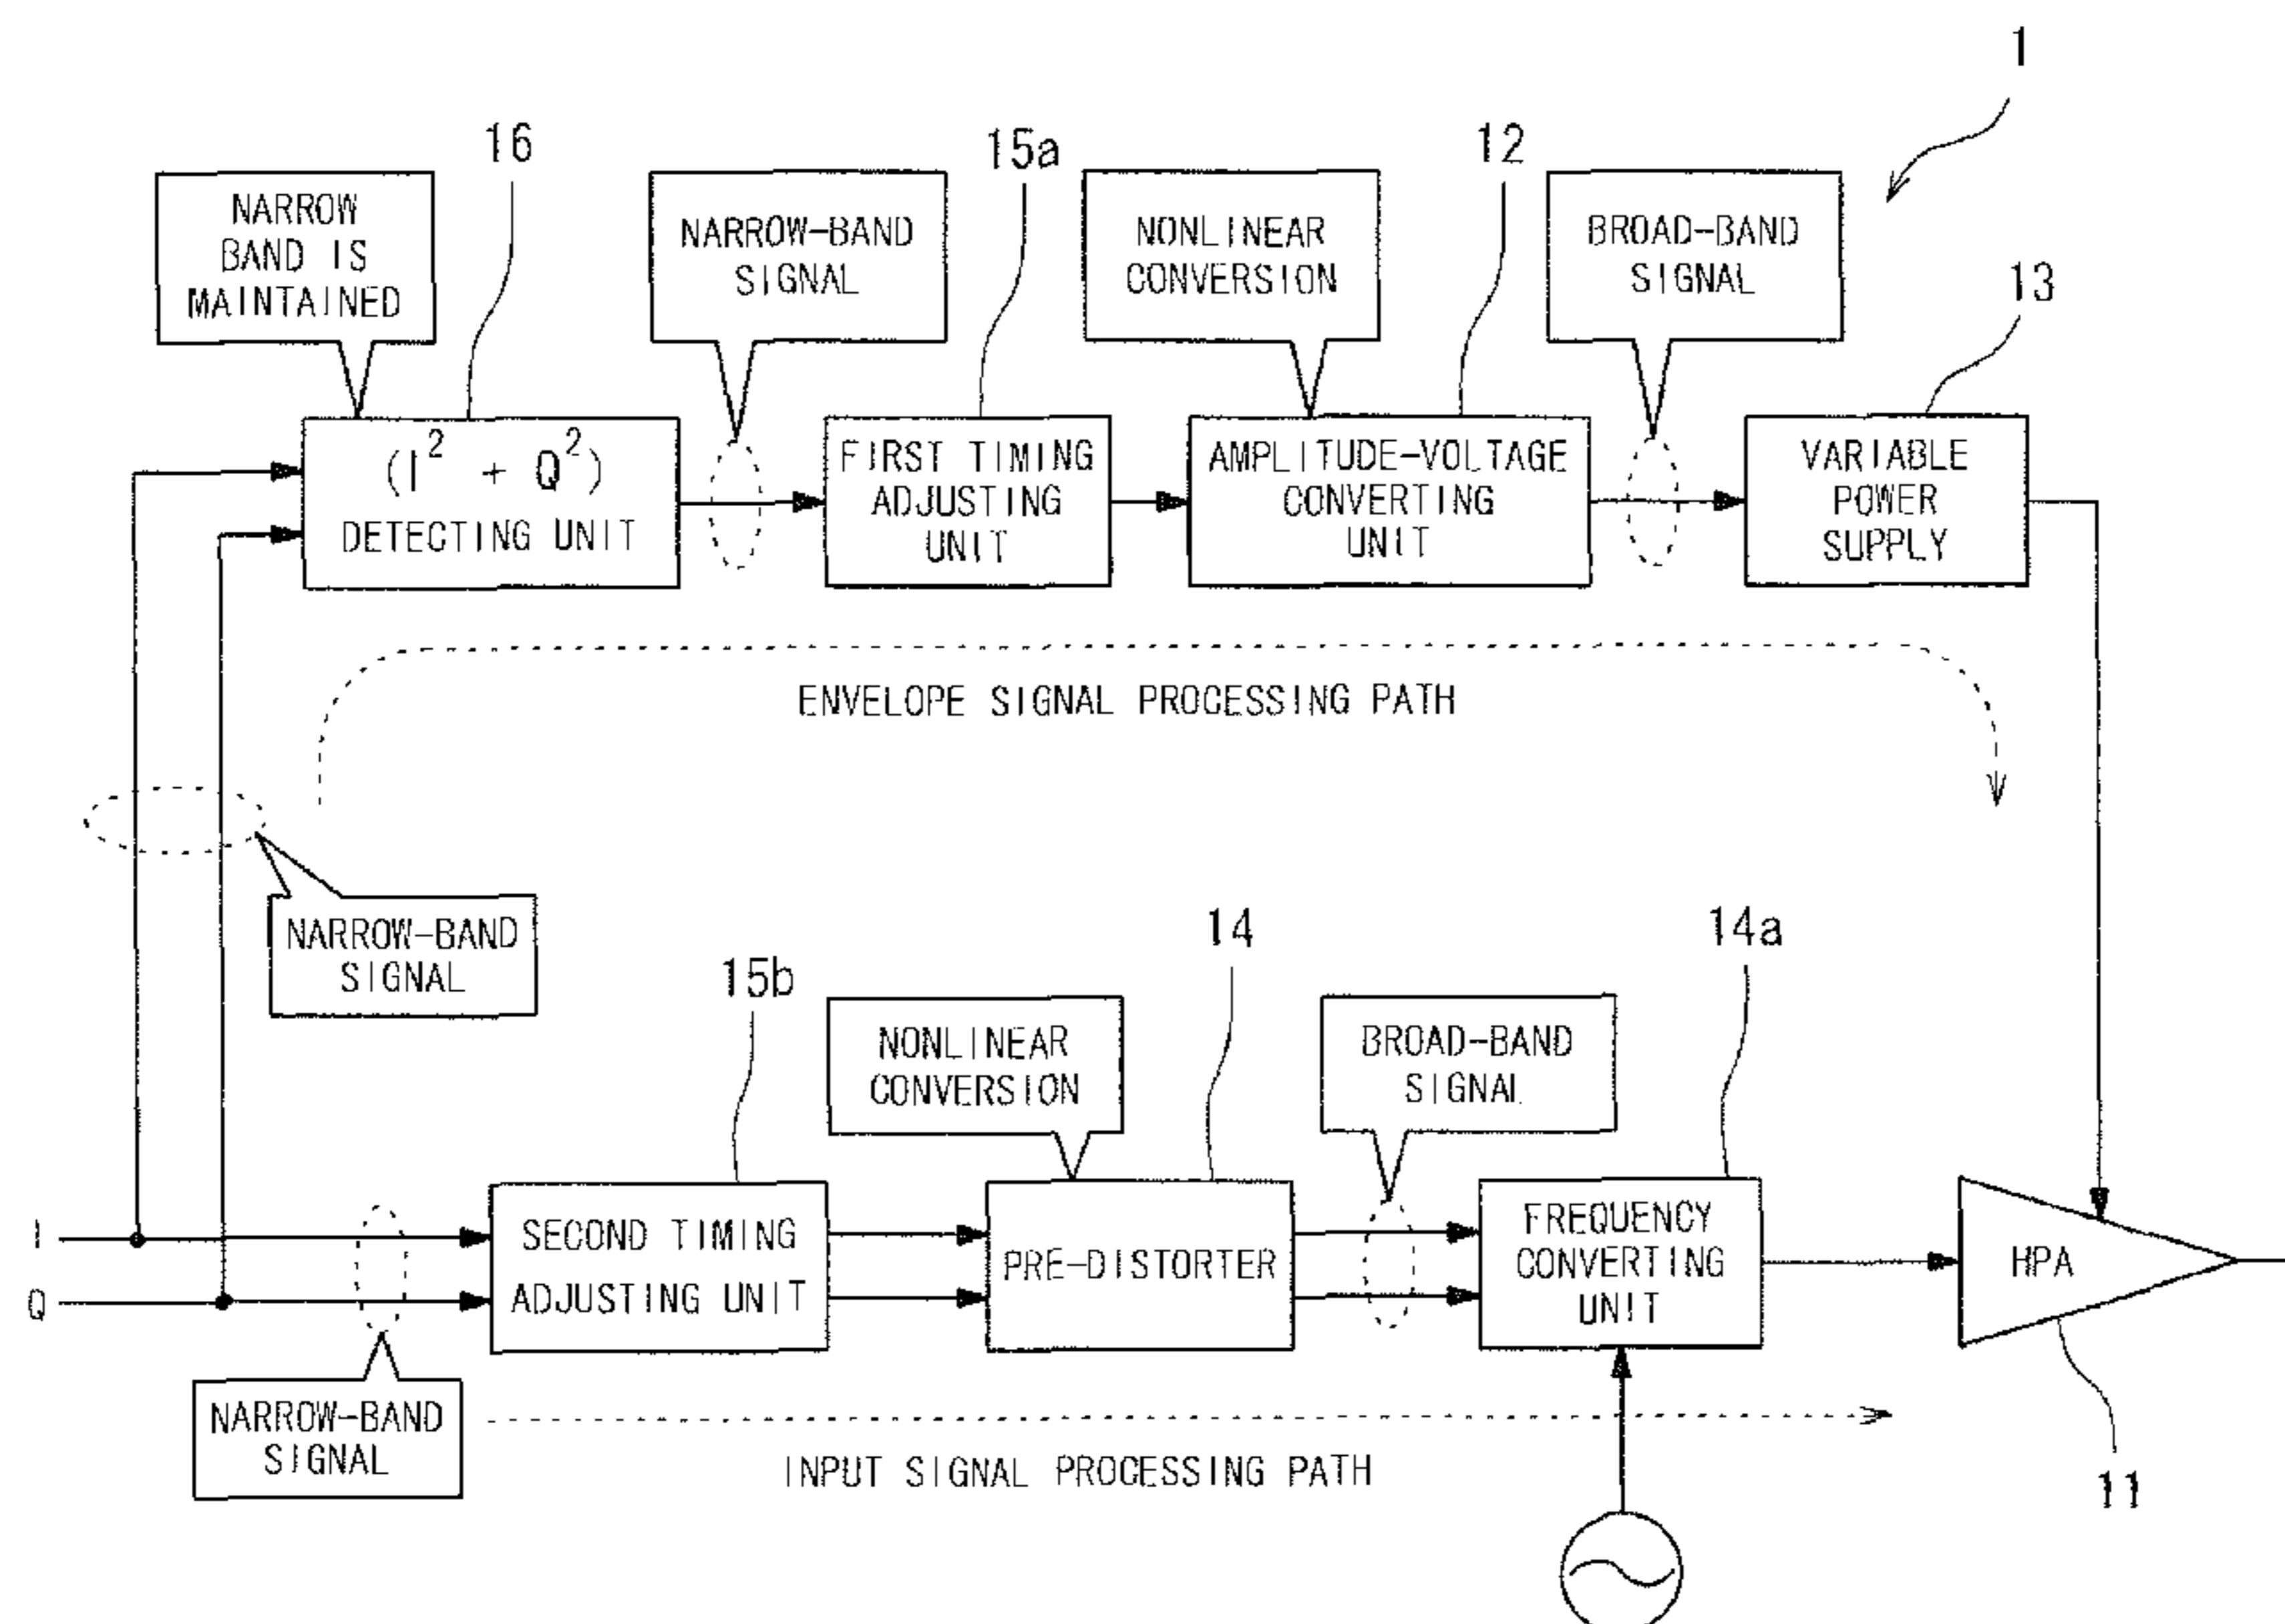 1
16
15a
12
NARROW
BAND IS
MAINTAINED
NARROW-BAND
SIGNAL
NONLINEAR
CONVERSION
BROAD-BAND
SIGNAL
13
(I² + Q²)
DETECTING UNIT
FIRST TIMING
ADJUSTING
UNIT
AMPLITUDE-VOLTAGE
CONVERTING
UNIT
VARIABLE
POWER
SUPPLY
ENVELOPE SIGNAL PROCESSING PATH
NARROW-BAND
SIGNAL
15b
14
14a
NONLINEAR
CONVERSION
BROAD-BAND
SIGNAL
I
Q
SECOND TIMING
ADJUSTING UNIT
PRE-DISTORTER
FREQUENCY
CONVERTING
UNIT
HPA
NARROW-BAND
SIGNAL
INPUT SIGNAL PROCESSING PATH
11